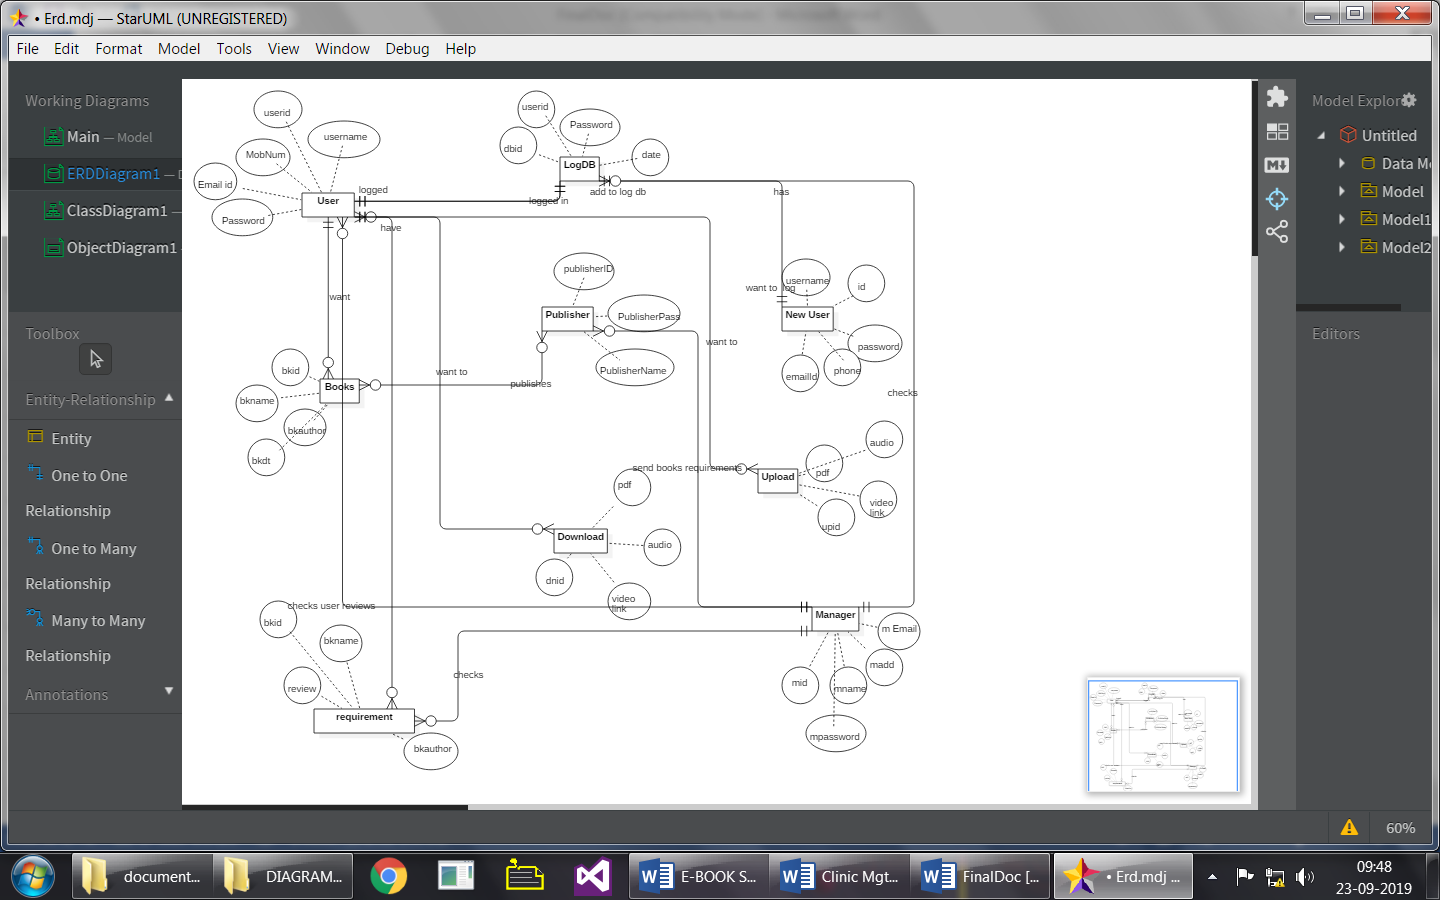 • Erd.mdj — StarUML (UNREGISTERED)
File Edit Format Model Tools View Window Debug Help
Working Diagrams
Main — Model
ERDDiagram1 — D
ClassDiagram1 —
ObjectDiagram1
Toolbox
Entity-Relationship
Entity
One to One
Relationship
One to Many
Relationship
Many to Many
Relationship
Annotations
userid
username
MobNum
Email id
Password
User
logged
have
userid
Password
dbid
date
LogDB
logged in
add to log db
has
want
publisherID
Publisher
PublisherPass
PublisherName
want to log
username
id
New User
password
emailId
phone
want to
want to
publishes
checks
bkid
Books
bkname
bkauthor
bkdt
send books requirements
Upload
audio
pdf
video
link
upid
pdf
Download
audio
dnid
video
link
checks user reviews
Manager
m Email
madd
mid
mname
mpassword
checks
bkid
bkname
review
requirement
bkauthor
Model Explor
Untitled
Data Mo
Model
Model1
Model2
Editors
60%
document...
DIAGRAM...
E-BOOK S...
Clinic Mgt...
FinalDoc [...
• Erd.mdj ...
09:48
23-09-2019